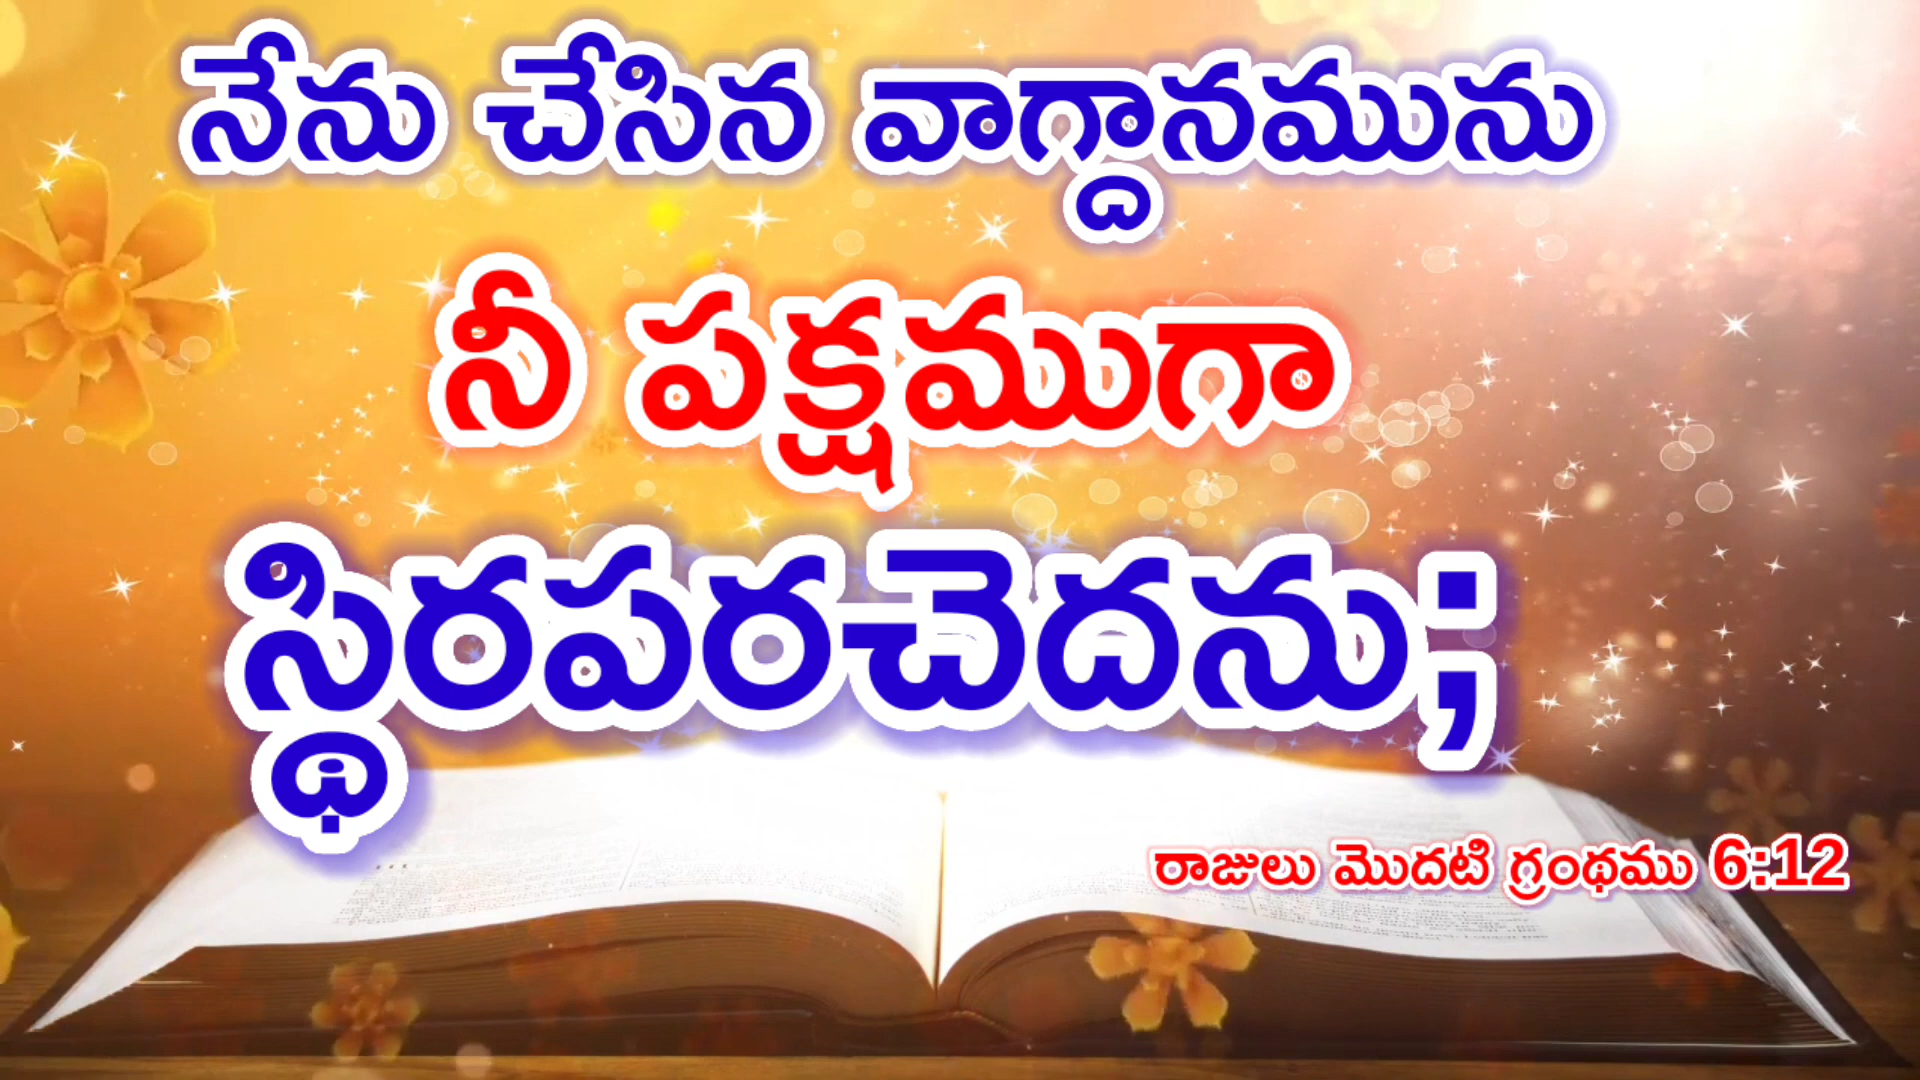 నేను చేసిన వాగ్దానమును
నీ పక్షముగా
స్థిరపరచెదను;
రాజులు మొదటి గ్రంథము 6:12